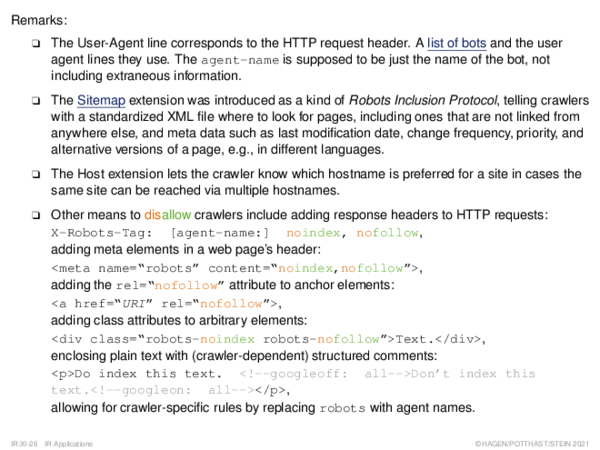 Remarks:
❑ The User-Agent line corresponds to the HTTP request header. A list of bots and the user
agent lines they use. The agent-name is supposed to be just the name of the bot, not
including extraneous information.
❑ The Sitemap extension was introduced as a kind of Robots Inclusion Protocol, telling crawlers
with a standardized XML file where to look for pages, including ones that are not linked from
anywhere else, and meta data such as last modification date, change frequency, priority, and
alternative versions of a page, e.g., in different languages.
❑ The Host extension lets the crawler know which hostname is preferred for a site in cases the
same site can be reached via multiple hostnames.
❑ Other means to disallow crawlers include adding response headers to HTTP requests:
X-Robots-Tag: [agent-name:] noindex, nofollow,
adding meta elements in a web page's header:
<meta name=“robots” content=“noindex,nofollow”>,
adding the rel=“nofollow” attribute to anchor elements:
<a href=“URI” rel=“nofollow”>,
adding class attributes to arbitrary elements:
<div class=“robots-noindex robots-nofollow”>Text.</div>,
enclosing plain text with (crawler-dependent) structured comments:
<p>Do index this text. <!--googleoff: all-->Don't index this
text.<!--googleon: all--></p>,
allowing for crawler-specific rules by replacing robots with agent names.
IR:XI-26 IR Applications © HAGEN/POTTHAST/STEIN 2021